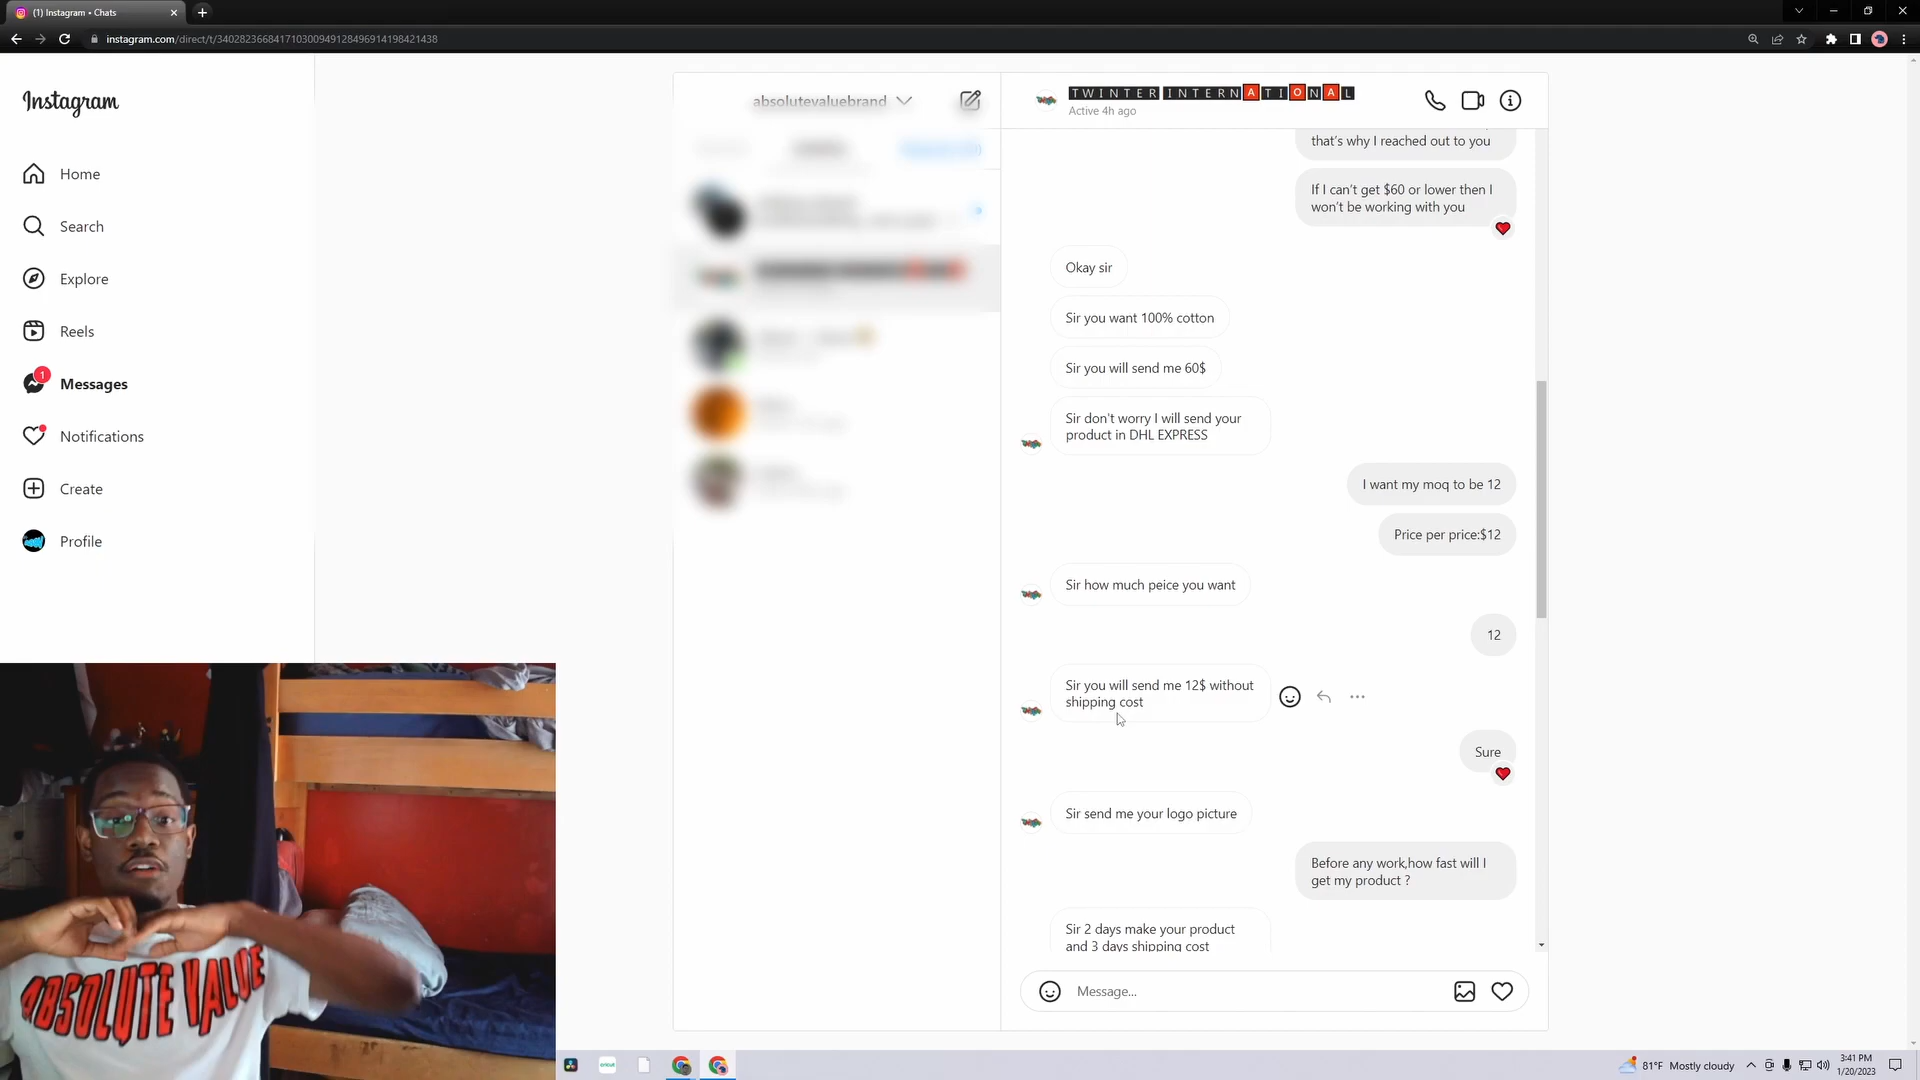 (1) Instagram • Chats
instagram.com/direct/t/340282366841710300949128496914198421438
Instagram
Home
Search
Explore
Reels
1
Messages
Notifications
Create
Profile
absolutevaluebrand
TWINTER INTERNATIONAL
Active 4h ago
that's why I reached out to you
If I can't get $60 or lower then I
won't be working with you
Okay sir
Sir you want 100% cotton
Sir you will send me 60$
Sir don't worry I will send your
product in DHL EXPRESS
I want my moq to be 12
Price per price:$12
Sir how much peice you want
12
Sir you will send me 12$ without
shipping cost
Sure
Sir send me your logo picture
Before any work,how fast will I
get my product ?
Sir 2 days make your product
and 3 days shipping cost
Message...
ABSOLUTE VALUE
cricut
81°F Mostly cloudy
3:41 PM
1/20/2023